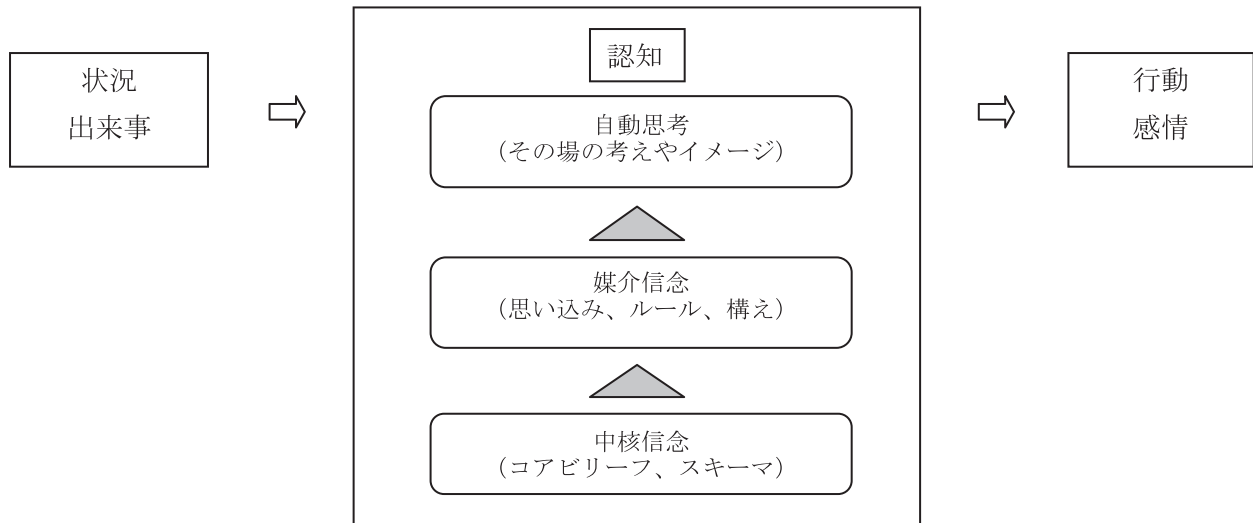 状況
出来事
認知
自動思考
（その場の考えやイメージ）
媒介信念
（思い込み、ルール、構え）
中核信念
（コアビリーフ、スキーマ）
行動
感情